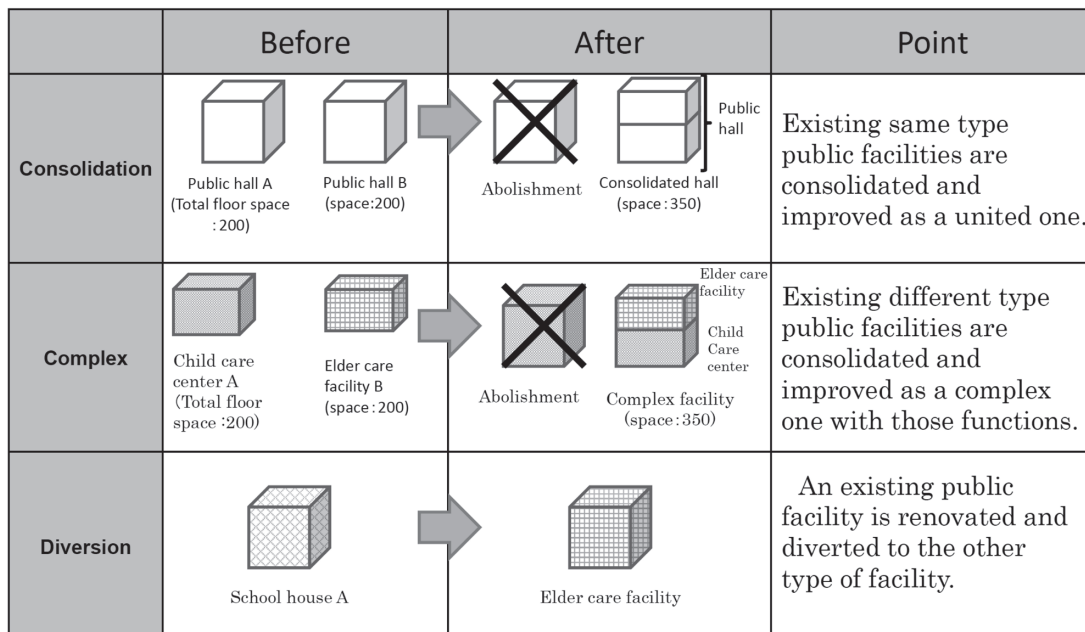 Before
After
Point
Consolidation
Public hall A
(Total floor space
:200)
Public hall B
(space:200)
Abolishment
Consolidated hall
(space:350)
Public
hall
Existing same type
public facilities are
consolidated and
improved as a united one.
Complex
Child care
center A
(Total floor
space :200)
Elder care
facility B
(space:200)
Abolishment
Elder care
facility
Child
Care
center
Complex facility
(space:350)
Existing different type
public facilities are
consolidated and
improved as a complex
one with those functions.
Diversion
School house A
Elder care facility
An existing public
facility is renovated and
diverted to the other
type of facility.